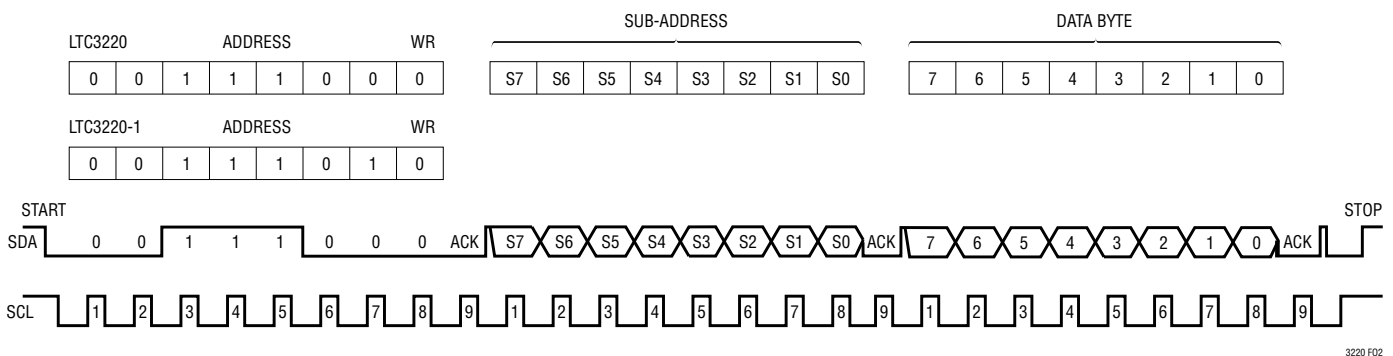 SUB-ADDRESS DATA BYTE
LTC3220 ADDRESS WR
0 0 1 1 1 0 0 0 S7 S6 S5 S4 S3 S2 S1 S0 7 6 5 4 3 2 1 0
LTC3220-1 ADDRESS WR
0 0 1 1 1 0 1 0
START STOP
SDA 0 0 1 1 1 0 0 0 ACK S7 S6 S5 S4 S3 S2 S1 S0 ACK 7 6 5 4 3 2 1 0 ACK
SCL 1 2 3 4 5 6 7 8 9 1 2 3 4 5 6 7 8 9 1 2 3 4 5 6 7 8 9
3220 F02